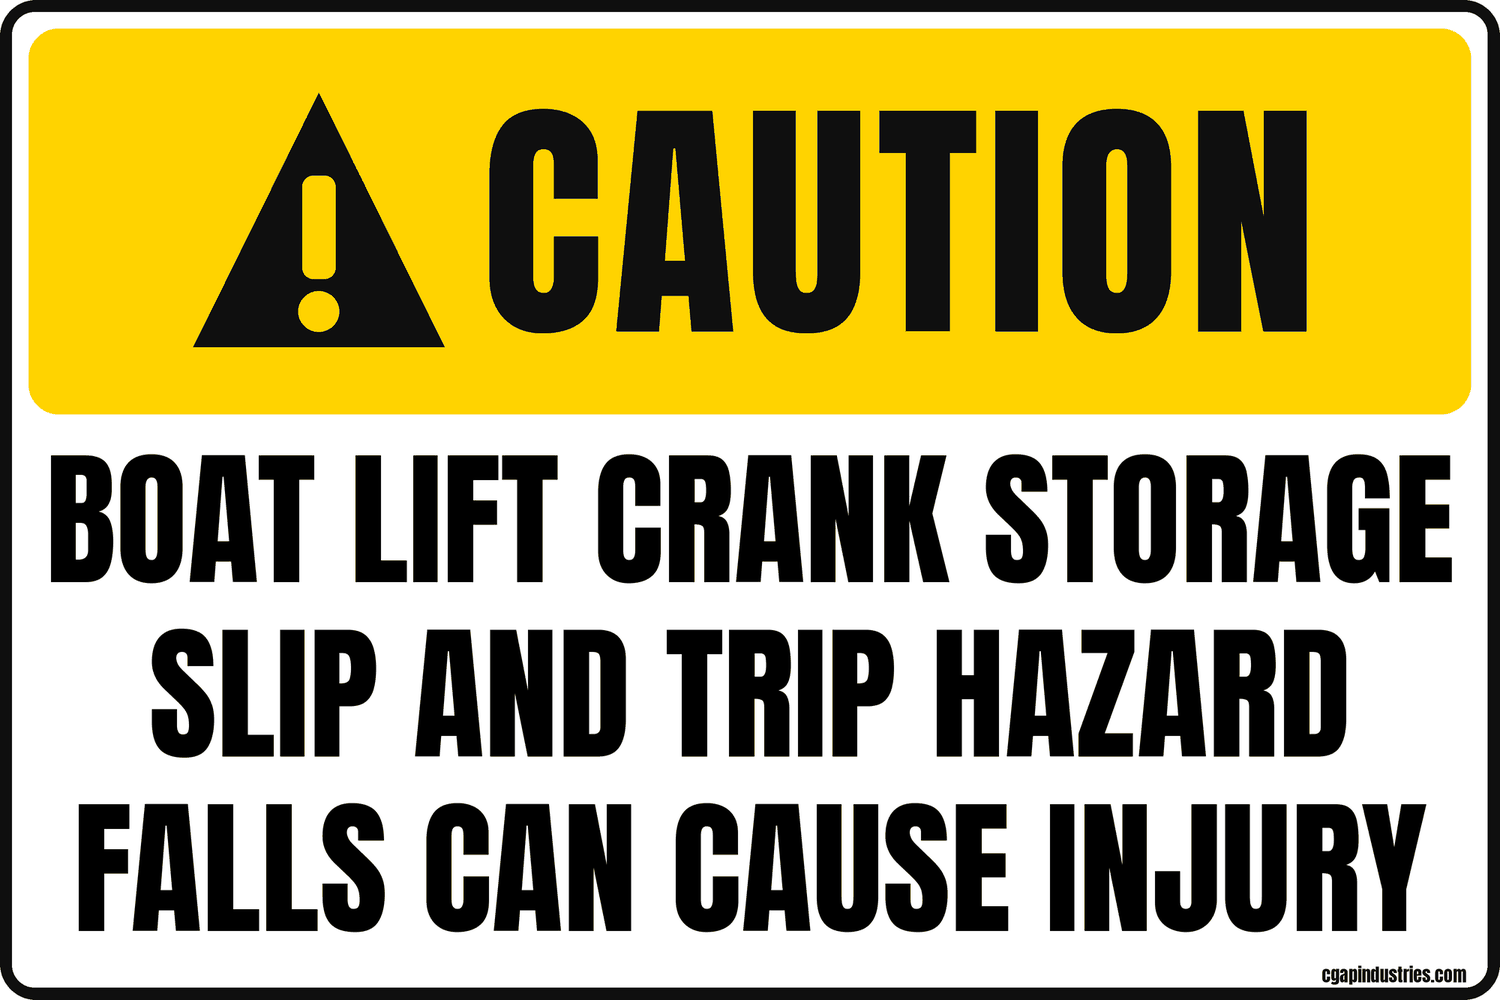 CAUTION
BOAT LIFT CRANK STORAGE
SLIP AND TRIP HAZARD
FALLS CAN CAUSE INJURY
cgapindustries.com